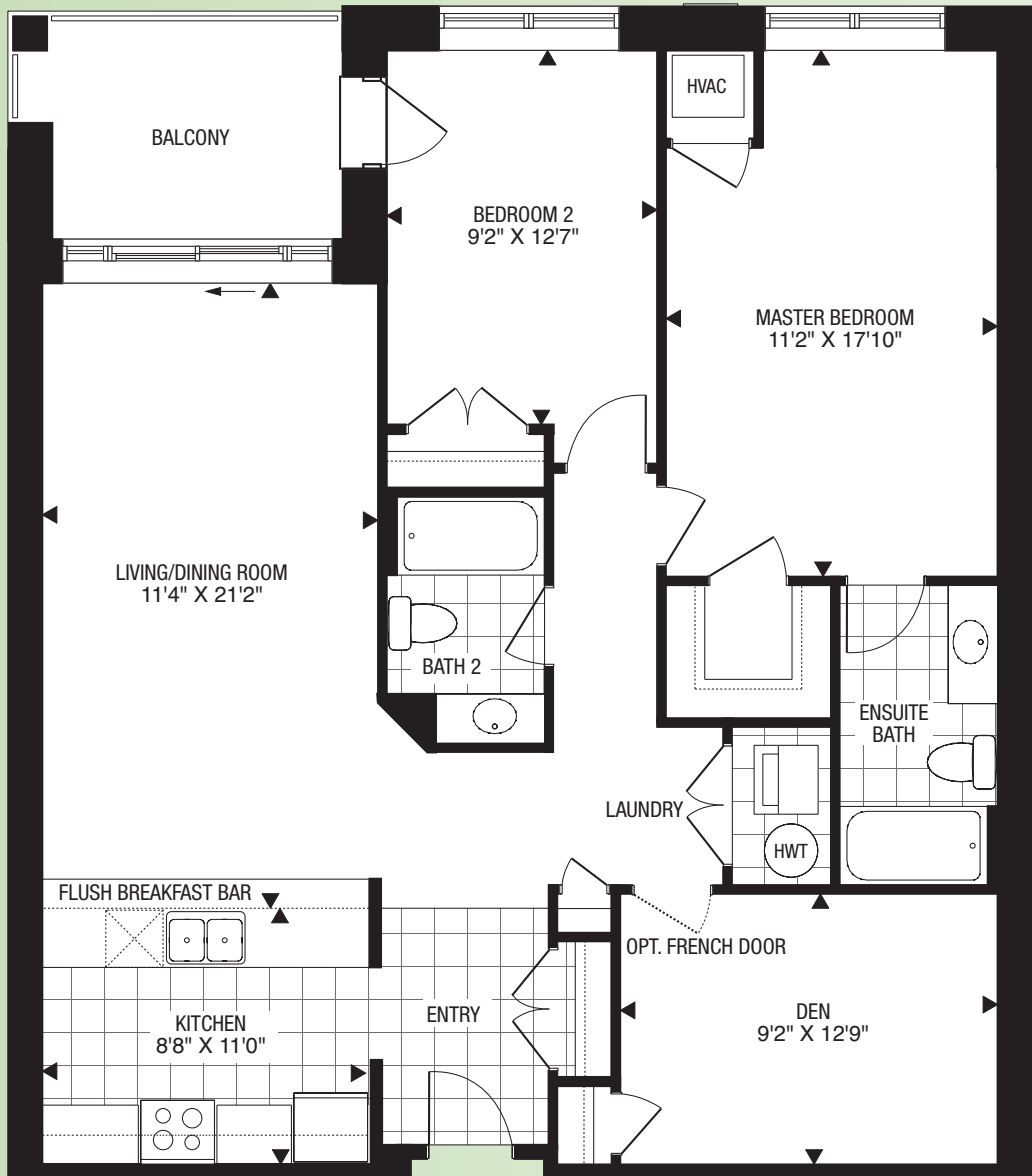 HVAC
BALCONY
BEDROOM 2
9'2" X 12'7"
MASTER BEDROOM
11'2" X 17'10"
LIVING/DINING ROOM
11'4" X 21'2"
BATH 2
ENSUITE
BATH
LAUNDRY
HWT
FLUSH BREAKFAST BAR
OPT. FRENCH DOOR
KITCHEN
8'8" X 11'0"
ENTRY
DEN
9'2" X 12'9"